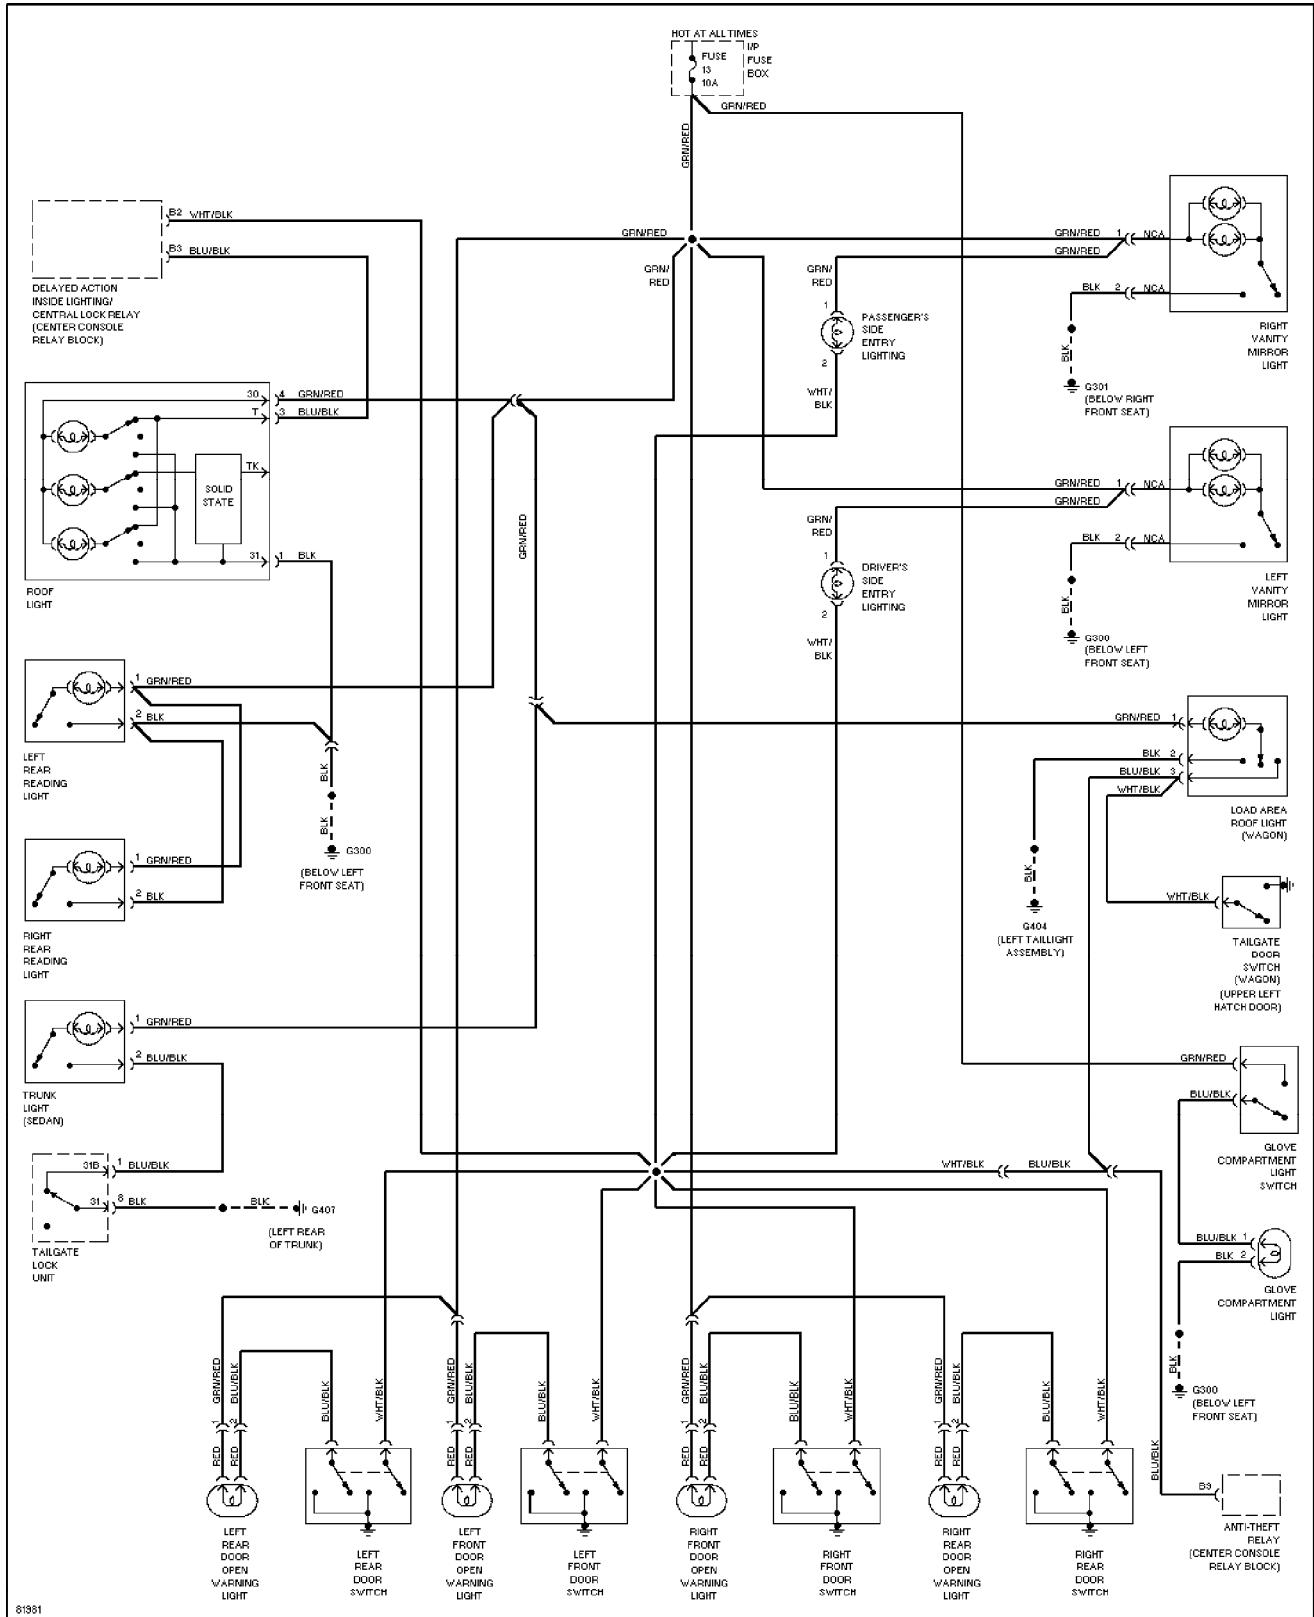 HOT AT ALL TIMES
FUSE
13
10A
I/P
FUSE
BOX
GRN/RED
GRN/RED
B2 WHT/BLK
B3 BLU/BLK
DELAYED ACTION
INSIDE LIGHTING/
CENTRAL LOCK RELAY
(CENTER CONSOLE
RELAY BLOCK)
GRN/RED
GRN/
RED
GRN/
RED
1
PASSENGER'S
SIDE
ENTRY
LIGHTING
2
WHT/
BLK
GRN/RED 1 NCA
GRN/RED
BLK 2 NCA
BLK
G301
(BELOW RIGHT
FRONT SEAT)
RIGHT
VANITY
MIRROR
LIGHT
30 4 GRN/RED
T 3 BLU/BLK
TK
SOLID
STATE
31 1 BLK
ROOF
LIGHT
GRN/RED
GRN/RED 1 NCA
GRN/RED
BLK 2 NCA
BLK
G300
(BELOW LEFT
FRONT SEAT)
LEFT
VANITY
MIRROR
LIGHT
GRN/
RED
1
DRIVER'S
SIDE
ENTRY
LIGHTING
2
WHT/
BLK
1 GRN/RED
2 BLK
LEFT
REAR
READING
LIGHT
BLK
BLK
G300
(BELOW LEFT
FRONT SEAT)
1 GRN/RED
2 BLK
RIGHT
REAR
READING
LIGHT
GRN/RED 1
BLK 2
BLU/BLK 3
WHT/BLK
LOAD AREA
ROOF LIGHT
(WAGON)
BLK
G404
(LEFT TAILLIGHT
ASSEMBLY)
WHT/BLK
TAILGATE
DOOR
SWITCH
(WAGON)
(UPPER LEFT
HATCH DOOR)
1 GRN/RED
2 BLU/BLK
TRUNK
LIGHT
(SEDAN)
GRN/RED
BLU/BLK
GLOVE
COMPARTMENT
LIGHT
SWITCH
31B 1 BLU/BLK
31 8 BLK
BLK
G407
(LEFT REAR
OF TRUNK)
TAILGATE
LOCK
UNIT
WHT/BLK
BLU/BLK
BLU/BLK 1
BLK 2
GLOVE
COMPARTMENT
LIGHT
BLK
G300
(BELOW LEFT
FRONT SEAT)
GRN/RED
BLU/BLK
1
2
RED
RED
BLU/BLK
WHT/BLK
GRN/RED
BLU/BLK
1
2
RED
RED
BLU/BLK
WHT/BLK
GRN/RED
BLU/BLK
1
2
RED
RED
BLU/BLK
WHT/BLK
GRN/RED
BLU/BLK
1
2
RED
RED
BLU/BLK
WHT/BLK
BLU/BLK
B9
ANTI-THEFT
RELAY
(CENTER CONSOLE
RELAY BLOCK)
LEFT
REAR
DOOR
OPEN
WARNING
LIGHT
LEFT
REAR
DOOR
SWITCH
LEFT
FRONT
DOOR
OPEN
WARNING
LIGHT
LEFT
FRONT
DOOR
SWITCH
RIGHT
FRONT
DOOR
OPEN
WARNING
LIGHT
RIGHT
FRONT
DOOR
SWITCH
RIGHT
REAR
DOOR
OPEN
WARNING
LIGHT
RIGHT
REAR
DOOR
SWITCH
81981